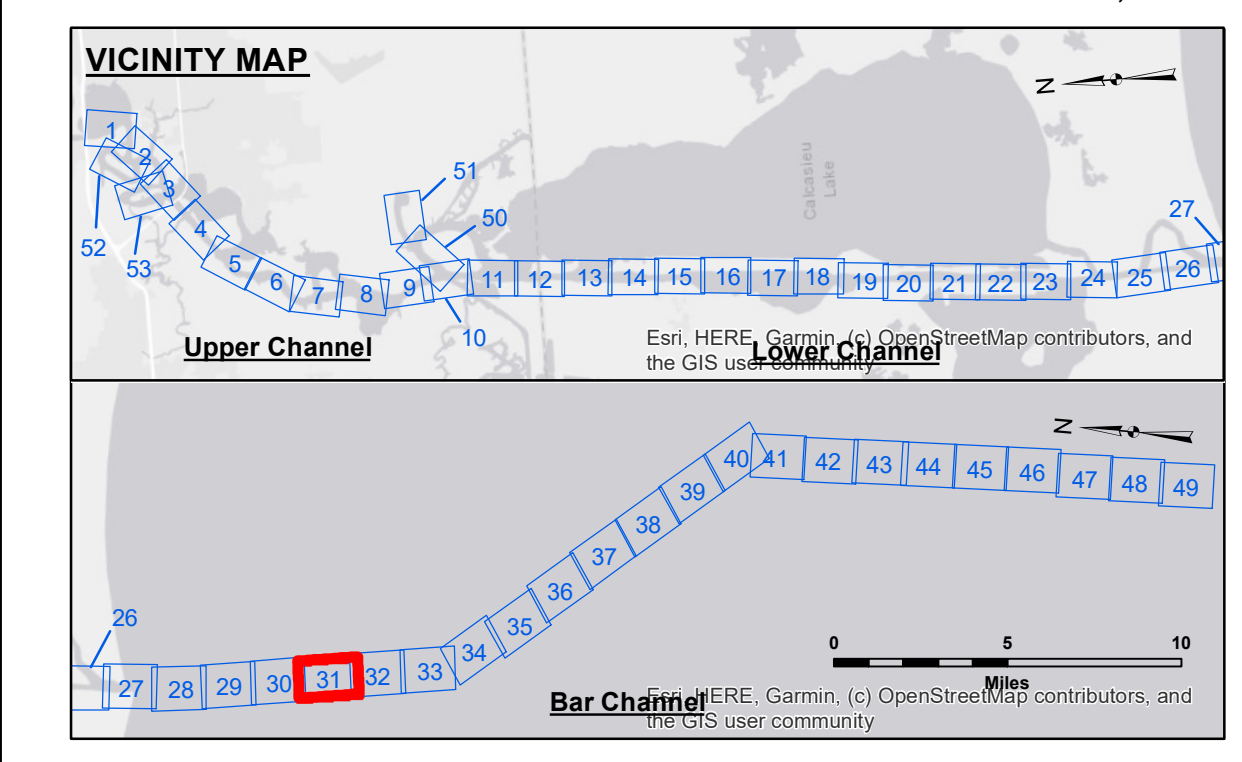 VICINITY MAP
N
1
2
3
52
53
4
5
6
7
8
9
51
50
10
11 12 13 14 15 16 17 18 19 20 21 22 23 24 25 26
27
Calcasieu
Lake
Upper Channel
Lower Channel
Esri, HERE, Garmin, (c) OpenStreetMap contributors, and
the GIS user community
N
26
27 28 29 30 31 32 33 34 35 36 37 38 39 40 41 42 43 44 45 46 47 48 49
0 5 10
Miles
Bar Channel
Esri, HERE, Garmin, (c) OpenStreetMap contributors, and
the GIS user community